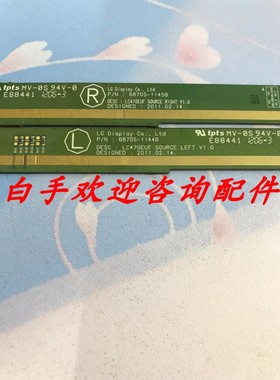 tpts MV-0S 94V-0
E88441 1206-3
R
LG Display Co., Ltd
P/N : 6870S-1145B
DESC : LC470EUF SOURCE RIGHT V1.0
DESIGNED : 2011.02.14.
L
LG Display Co., Ltd
P/N : 6870S-1144B
DESC : LC470EUF SOURCE LEFT V1.0
DESIGNED : 2011.02.14.
tpts MV-0S 94V-0
E88441 1206-3
白手欢迎咨询配件